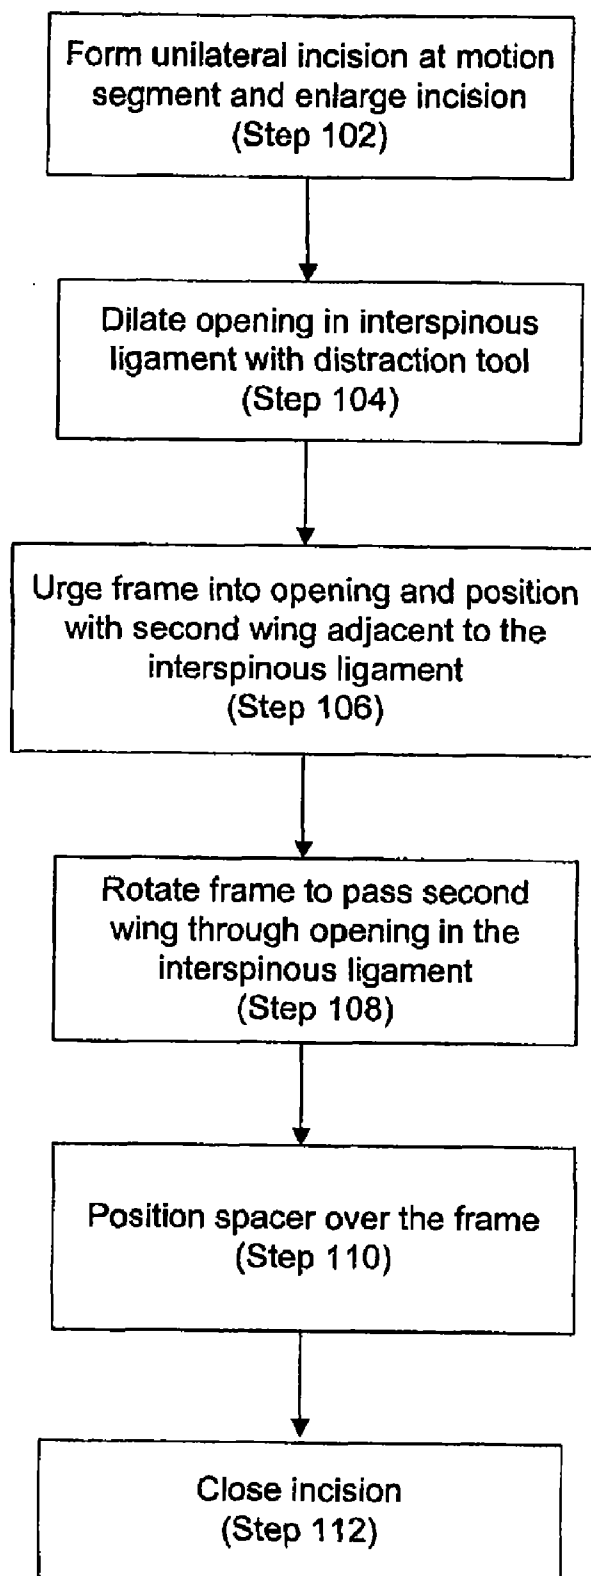 Form unilateral incision at motion
segment and enlarge incision
(Step 102)
Dilate opening in interspinous
ligament with distraction tool
(Step 104)
Urge frame into opening and position
with second wing adjacent to the
interspinous ligament
(Step 106)
Rotate frame to pass second
wing through opening in the
interspinous ligament
(Step 108)
Position spacer over the frame
(Step 110)
Close incision
(Step 112)